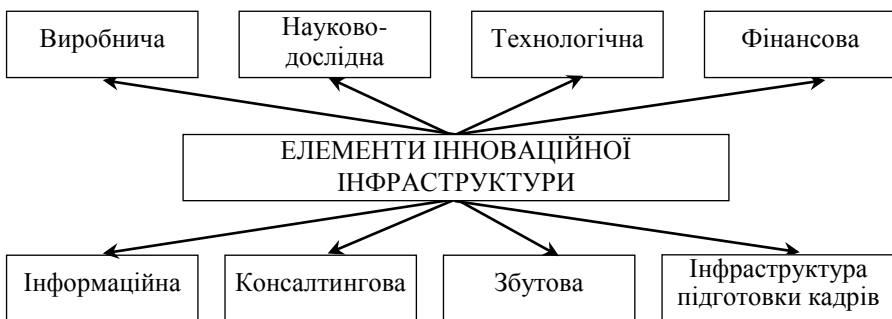 Виробнича
Науково-
дослідна
Технологічна
Фінансова
ЕЛЕМЕНТИ ІННОВАЦІЙНОЇ
ІНФРАСТРУКТУРИ
Інформаційна
Консалтингова
Збутова
Інфраструктура
підготовки кадрів